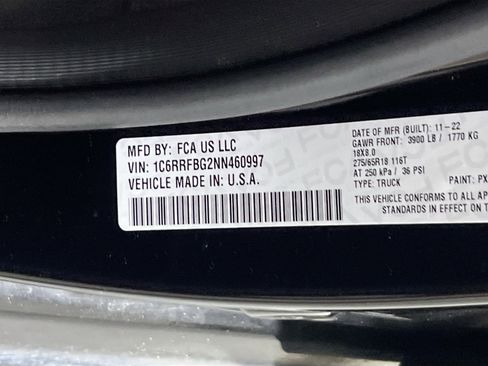 MFD BY: FCA US LLC
VIN: 1C6RRFBG2NN460997
VEHICLE MADE IN: U.S.A.
DATE OF MFR (BUILT): 11-22
GAWR FRONT: 3900 LB / 1770 KG
18X8.0
275/65R18 116T
AT 250 kPa / 36 PSI
TYPE: TRUCK PAINT: PX
THIS VEHICLE CONFORMS TO ALL AP
STANDARDS IN EFFECT ON T